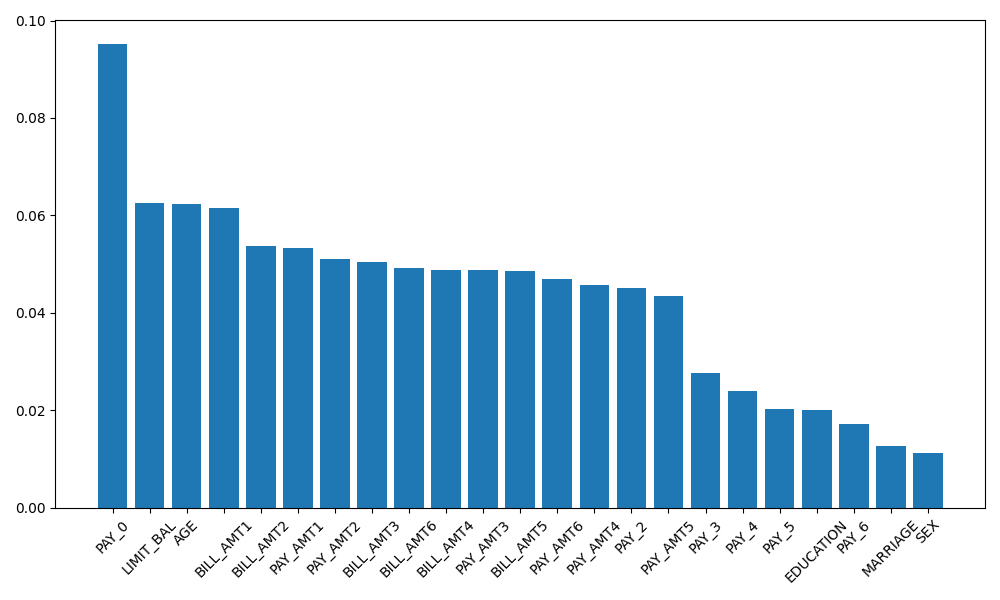 0.10
0.08
0.06
0.04
0.02
0.00
PAY_0
LIMIT_BAL
AGE
BILL_AMT1
BILL_AMT2
PAY_AMT1
PAY_AMT2
BILL_AMT3
BILL_AMT6
BILL_AMT4
PAY_AMT3
BILL_AMT5
PAY_AMT6
PAY_AMT4
PAY_2
PAY_AMT5
PAY_3
PAY_4
PAY_5
EDUCATION
PAY_6
MARRIAGE
SEX